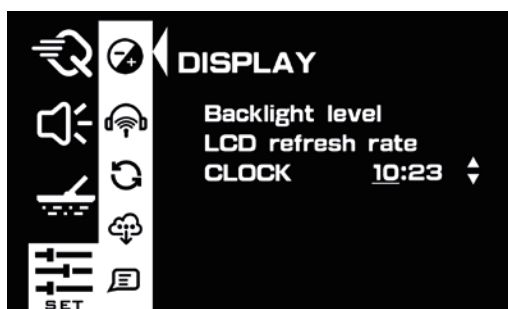 DISPLAY
Backlight level
LCD refresh rate
CLOCK 10:23
SET